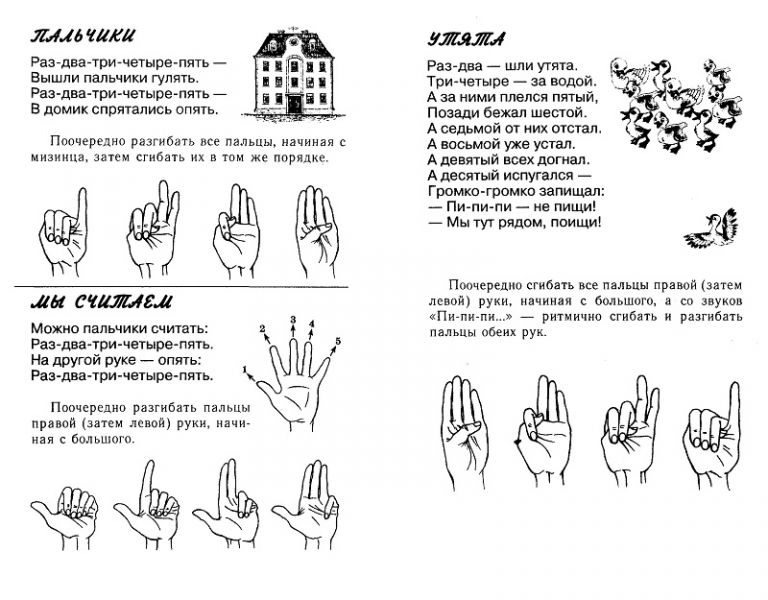 ПАЛЬЧИКИ
Раз-два-три-четыре-пять —
Вышли пальчики гулять.
Раз-два-три-четыре-пять —
В домик спрятались опять.
Поочередно разгибать все пальцы, начиная с
мизинца, затем сгибать их в том же порядке.
МЫ СЧИТАЕМ
Можно пальчики считать:
Раз-два-три-четыре-пять.
На другой руке — опять:
Раз-два-три-четыре-пять.
1 2 3 4 5
Поочередно разгибать пальцы
правой (затем левой) руки, начи-
ная с большого.
УТЯТА
Раз-два — шли утята.
Три-четыре — за водой.
А за ними плелся пятый,
Позади бежал шестой.
А седьмой от них отстал.
А восьмой уже устал.
А девятый всех догнал.
А десятый испугался —
Громко-громко запищал:
— Пи-пи-пи — не пищи!
— Мы тут рядом, поищи!
Поочередно сгибать все пальцы правой (затем
левой) руки, начиная с большого, а со звуков
«Пи-пи-пи...» — ритмично сгибать и разгибать
пальцы обеих рук.